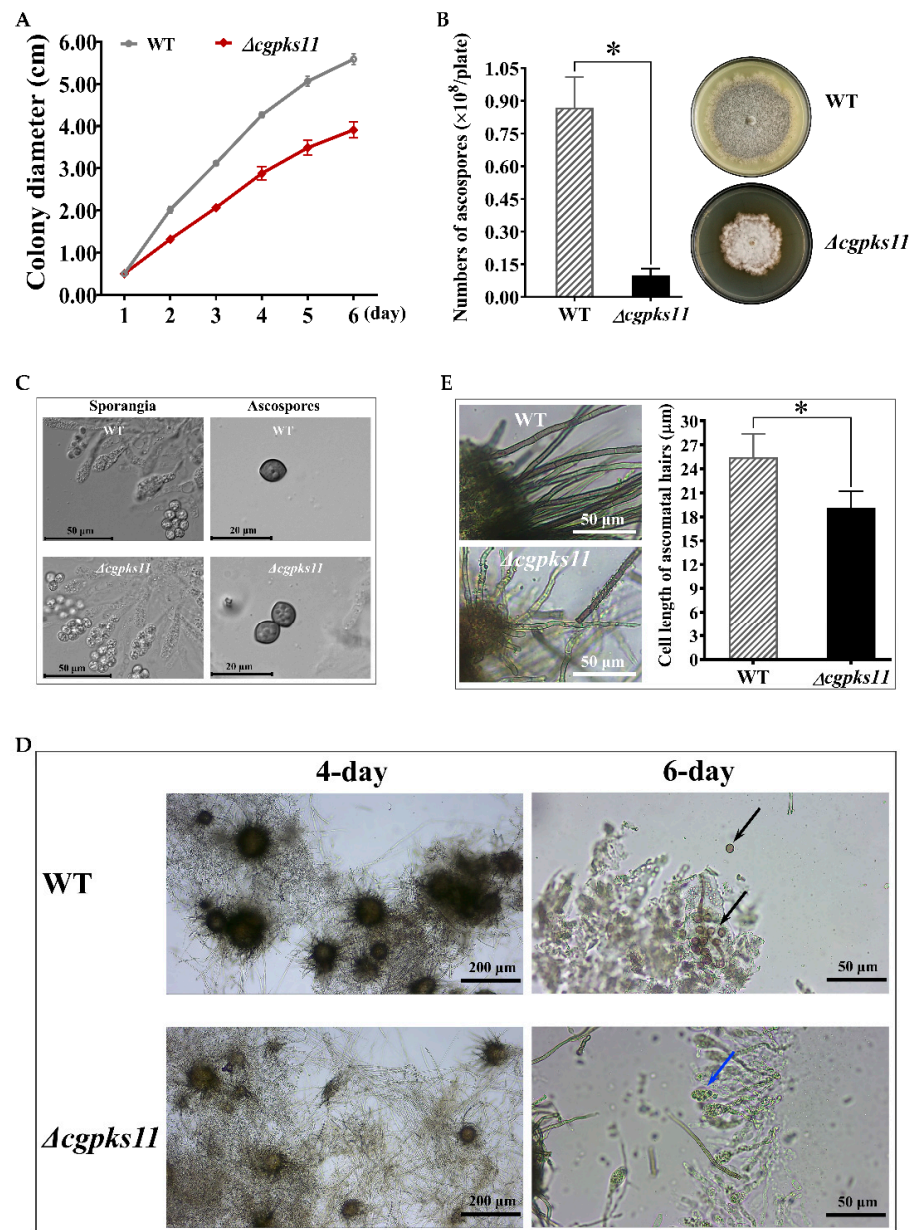 A
WT
Δcgpks11
Colony diameter (cm)
6.00
5.00
4.00
3.00
2.00
1.00
0.00
1 2 3 4 5 6 (day)
B
Numbers of ascospores (×10⁸/plate)
1.05
0.90
0.75
0.60
0.45
0.30
0.15
0.00
*
WT Δcgpks11
WT
Δcgpks11
C
Sporangia Ascospores
WT WT
50 µm 20 µm
Δcgpks11 Δcgpks11
50 µm 20 µm
E
WT
50 µm
Δcgpks11
50 µm
Cell length of ascomatal hairs (µm)
30
27
24
21
18
15
12
9
6
3
0
*
WT Δcgpks11
D
4-day 6-day
WT
200 µm 50 µm
Δcgpks11
200 µm 50 µm